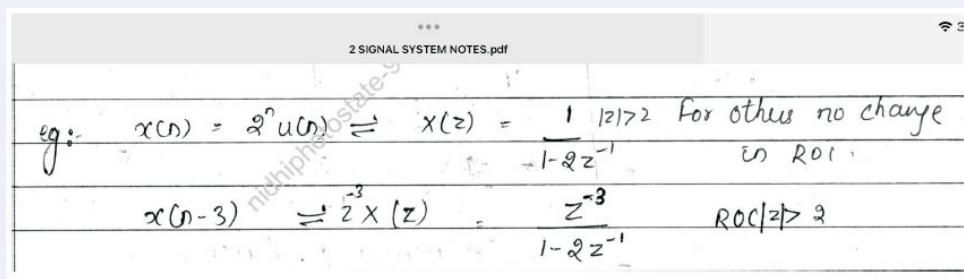 2 SIGNAL SYSTEM NOTES.pdf
eg:- x(n) = 2ⁿu(n) ⇌ X(z) = 1/(1-2z⁻¹) |z|>2 For others no change
in ROC.
x(n-3) ⇌ z⁻³X(z) = z⁻³/(1-2z⁻¹) ROC|z|> 2